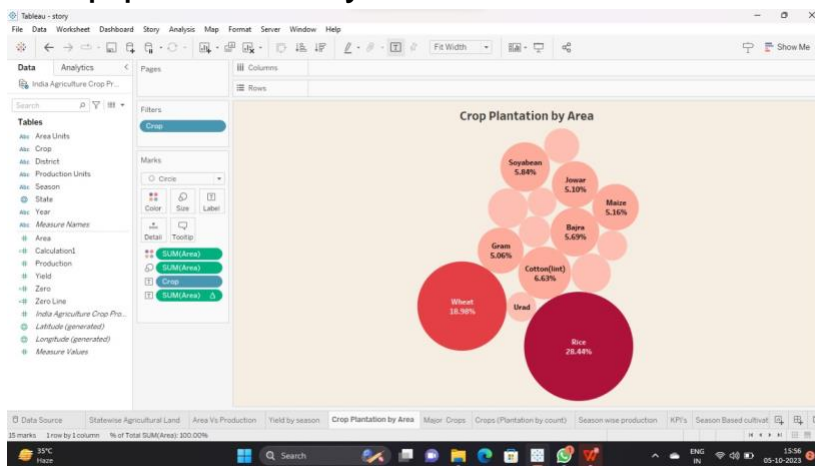 Tableau - story
File Data Worksheet Dashboard Story Analysis Map Format Server Window Help
Fit Width
Show Me
Data Analytics
India Agriculture Crop Pr...
Search
Tables
Abc Area Units
Abc Crop
Abc District
Abc Production Units
Abc Season
State
Abc Year
Abc Measure Names
# Area
Calculation1
# Production
# Yield
Zero
Zero Line
# India Agriculture Crop Pro...
Latitude (generated)
Longitude (generated)
# Measure Values
Pages
Filters
Crop
Marks
Circle
Color Size Label
Detail Tooltip
SUM(Area)
SUM(Area)
Crop
SUM(Area) Δ
Columns
Rows
Crop Plantation by Area
Soyabean
5.84%
Jowar
5.10%
Maize
5.16%
Bajra
5.69%
Gram
5.06%
Cotton(lint)
6.63%
Wheat
18.98%
Urad
Rice
28.44%
Data Source Statewise Agricultural Land Area Vs Production Yield by season Crop Plantation by Area Major Crops Crops (Plantation by count) Season wise production KPI's Season Based cultivat
15 marks 1 row by 1 column % of Total SUM(Area): 100.00%
35°C
Haze
Search
ENG
IN
15:56
05-10-2023